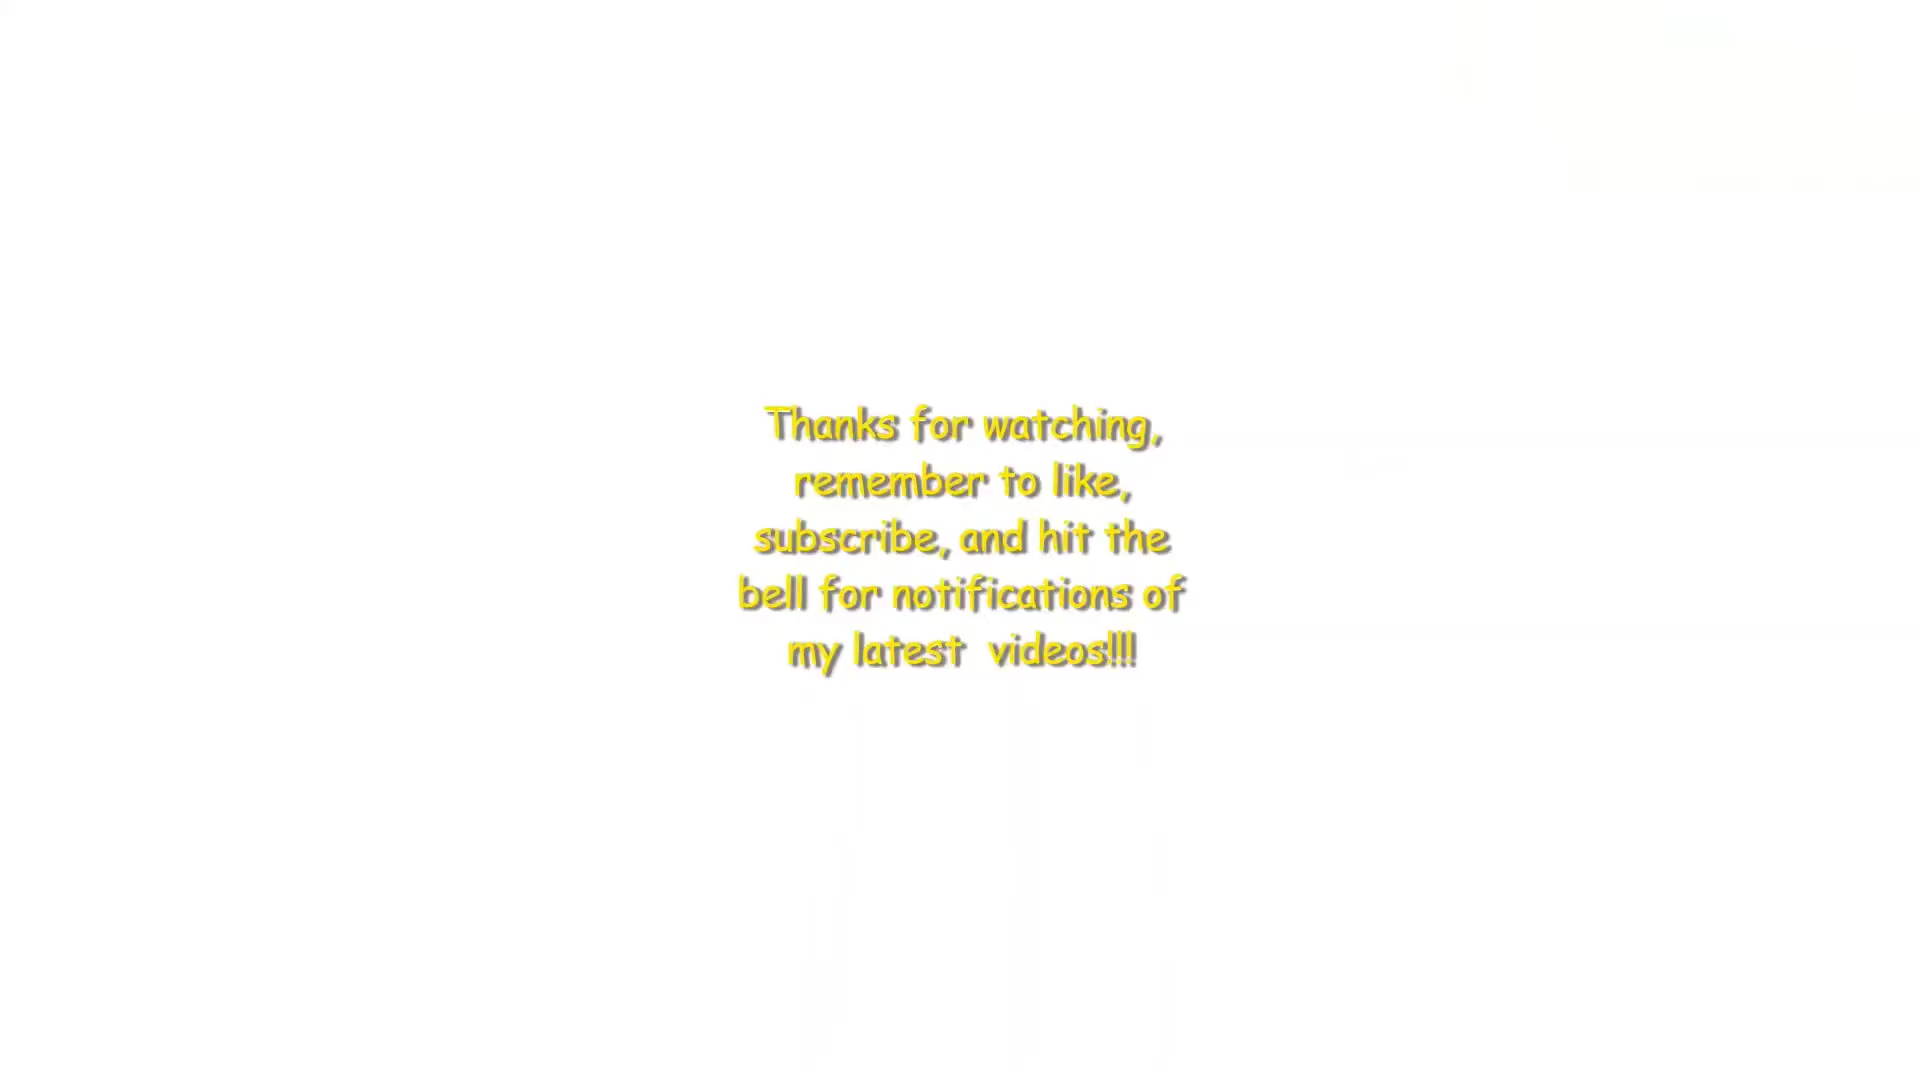 Thanks for watching,
remember to like,
subscribe, and hit the
bell for notifications of
my latest  videos!!!